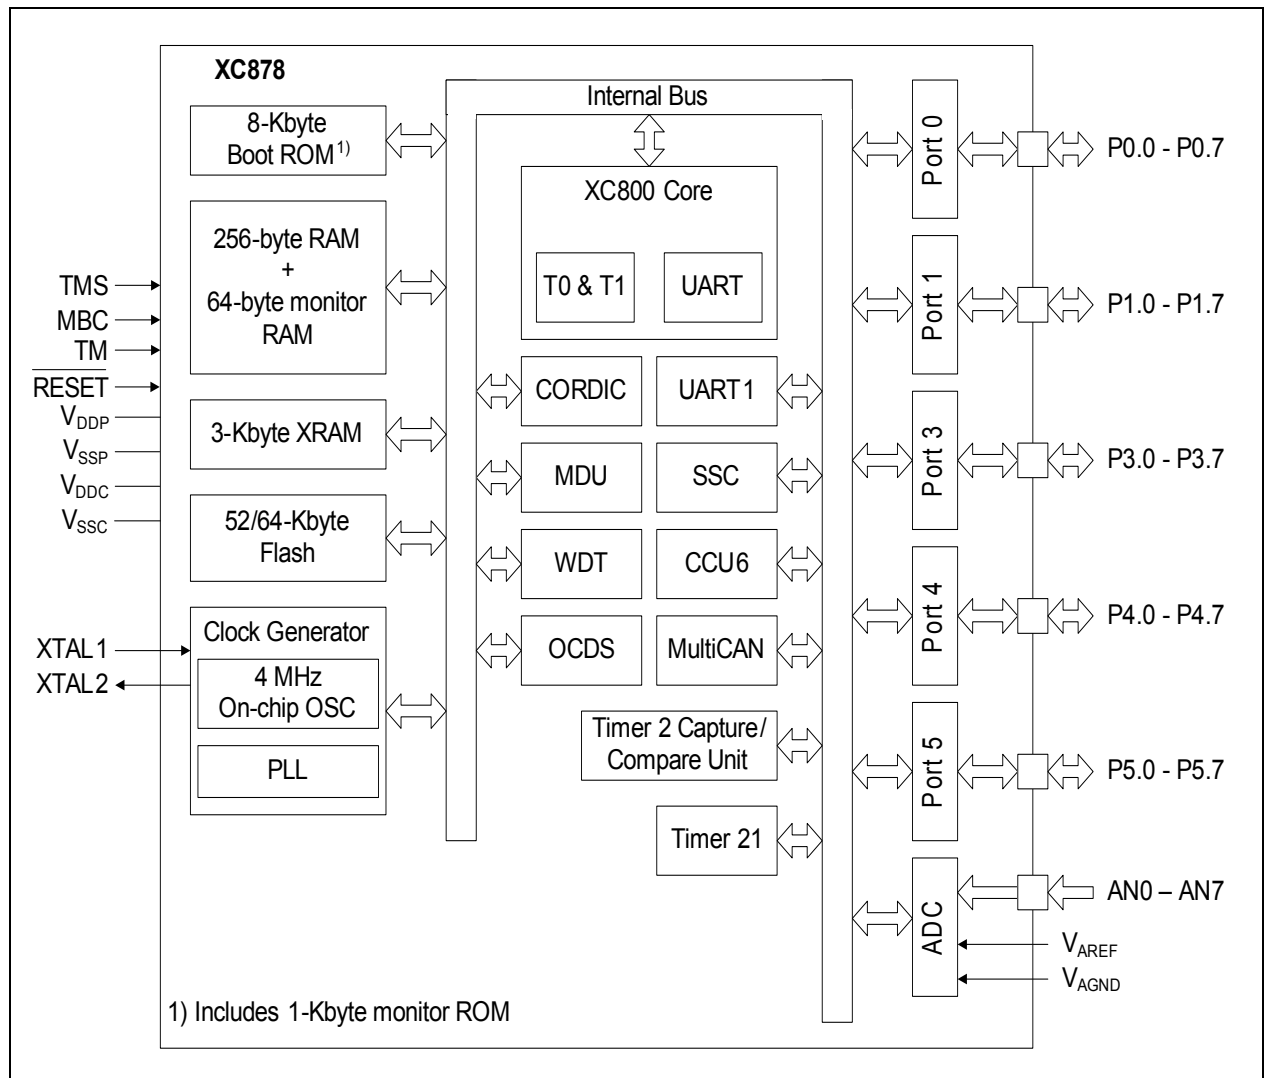 XC878
Internal Bus
8-Kbyte
Boot ROM1)
256-byte RAM
+
64-byte monitor
RAM
3-Kbyte XRAM
52/64-Kbyte
Flash
Clock Generator
4 MHz
On-chip OSC
PLL
TMS
MBC
TM
RESET
VDDP
VSSP
VDDC
VSSC
XTAL1
XTAL2
XC800 Core
T0 & T1
UART
CORDIC
UART1
MDU
SSC
WDT
CCU6
OCDS
MultiCAN
Timer 2 Capture/
Compare Unit
Timer 21
Port 0
P0.0 - P0.7
Port 1
P1.0 - P1.7
Port 3
P3.0 - P3.7
Port 4
P4.0 - P4.7
Port 5
P5.0 - P5.7
ADC
AN0 – AN7
VAREF
VAGND
1) Includes 1-Kbyte monitor ROM